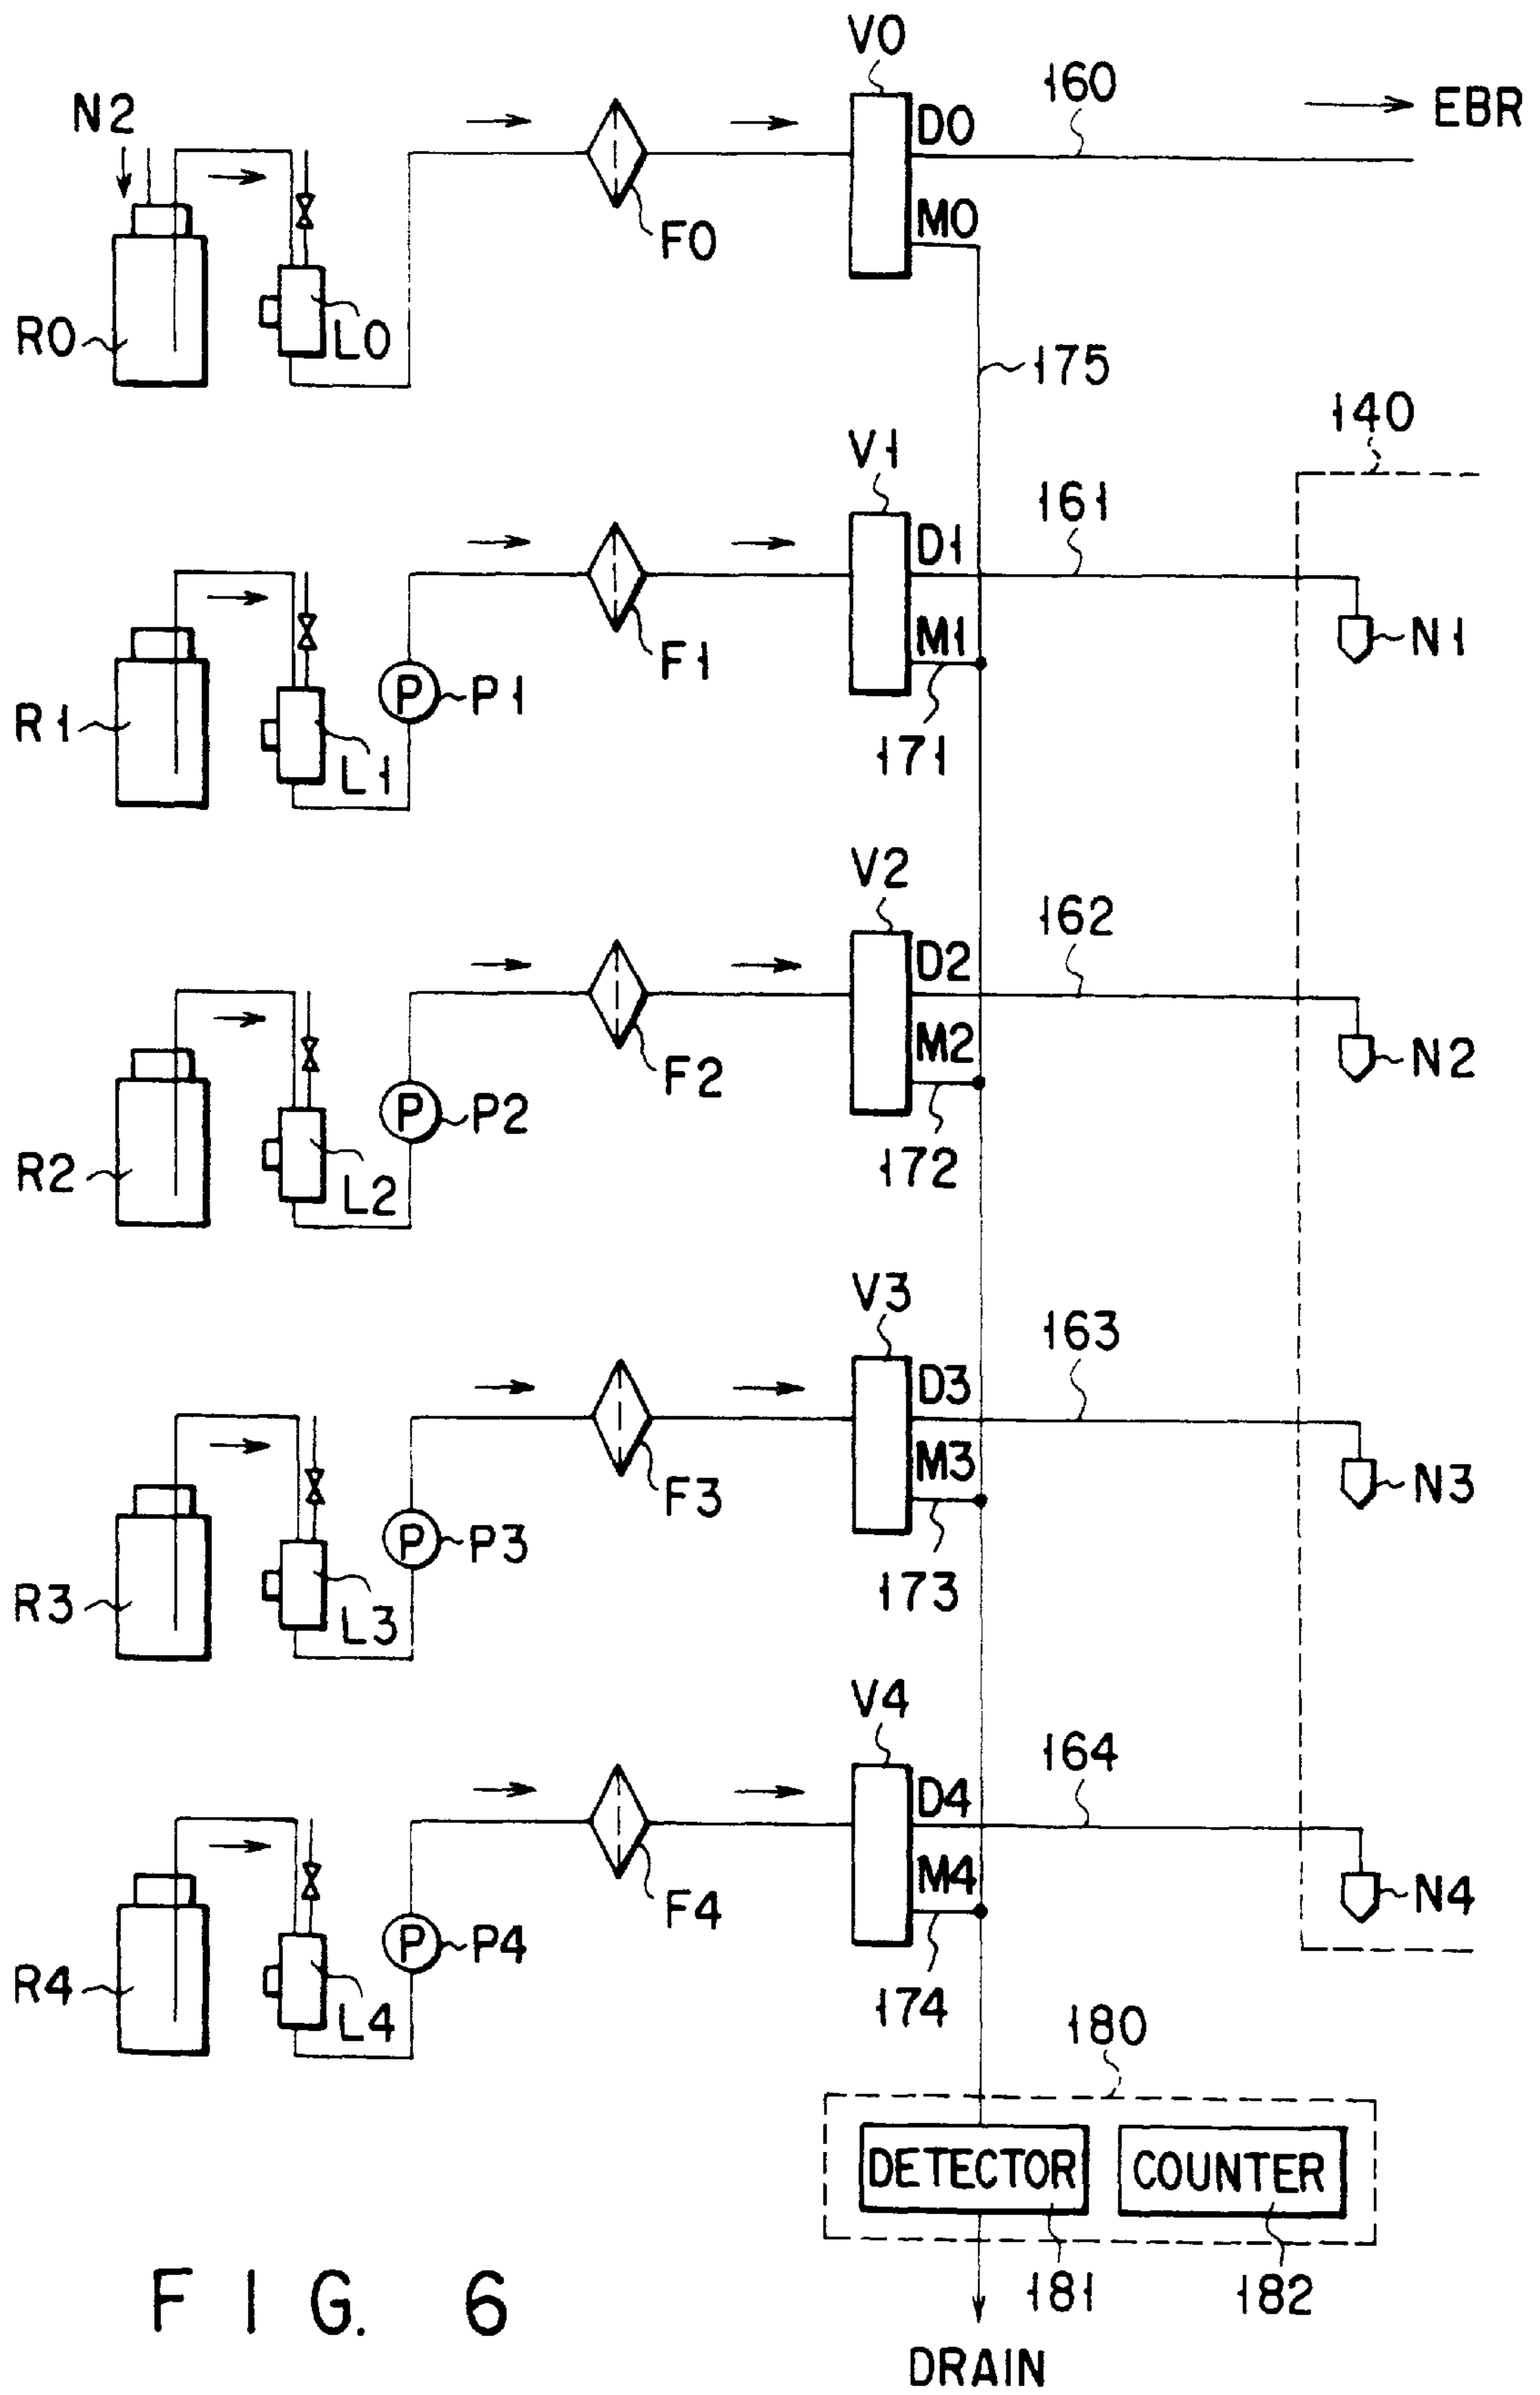 V0
160
EBR
N2
D0
M0
F0
R0
L0
175
140
V1
161
D1
N1
M1
F1
P
P1
R1
L1
171
V2
162
D2
M2
N2
F2
P
P2
R2
L2
172
V3
163
D3
M3
N3
F3
P
P3
R3
L3
173
V4
164
D4
M4
N4
F4
P
P4
R4
L4
174
180
DETECTOR
COUNTER
181
182
FIG. 6
DRAIN